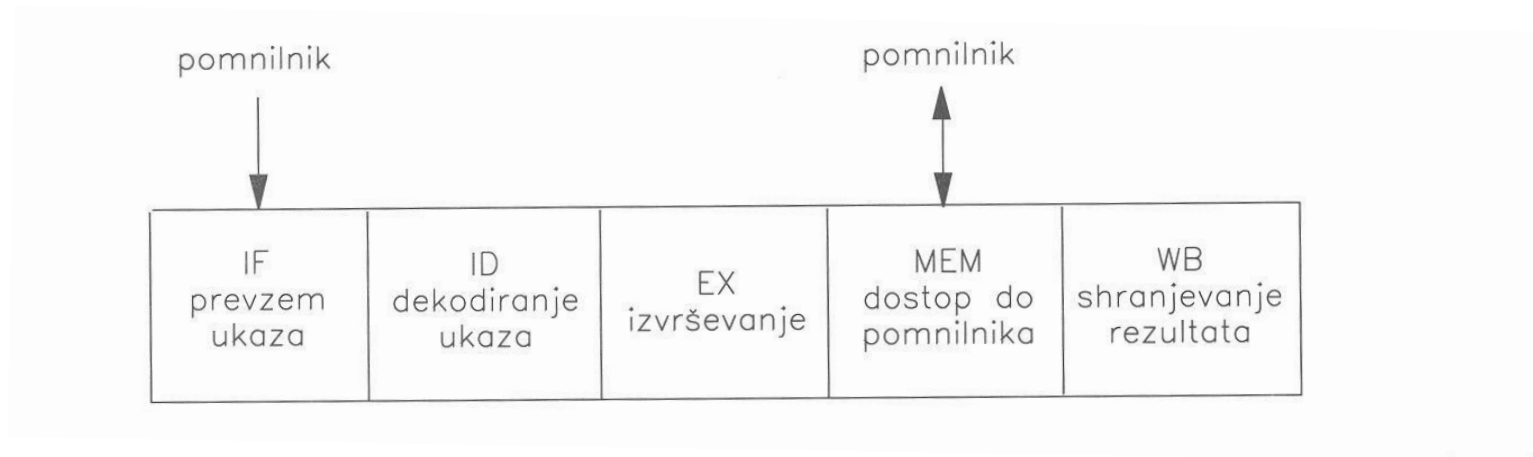 pomnilnik
pomnilnik
IF
prevzem
ukaza
ID
dekodiranje
ukaza
EX
izvrševanje
MEM
dostop do
pomnilnika
WB
shranjevanje
rezultata